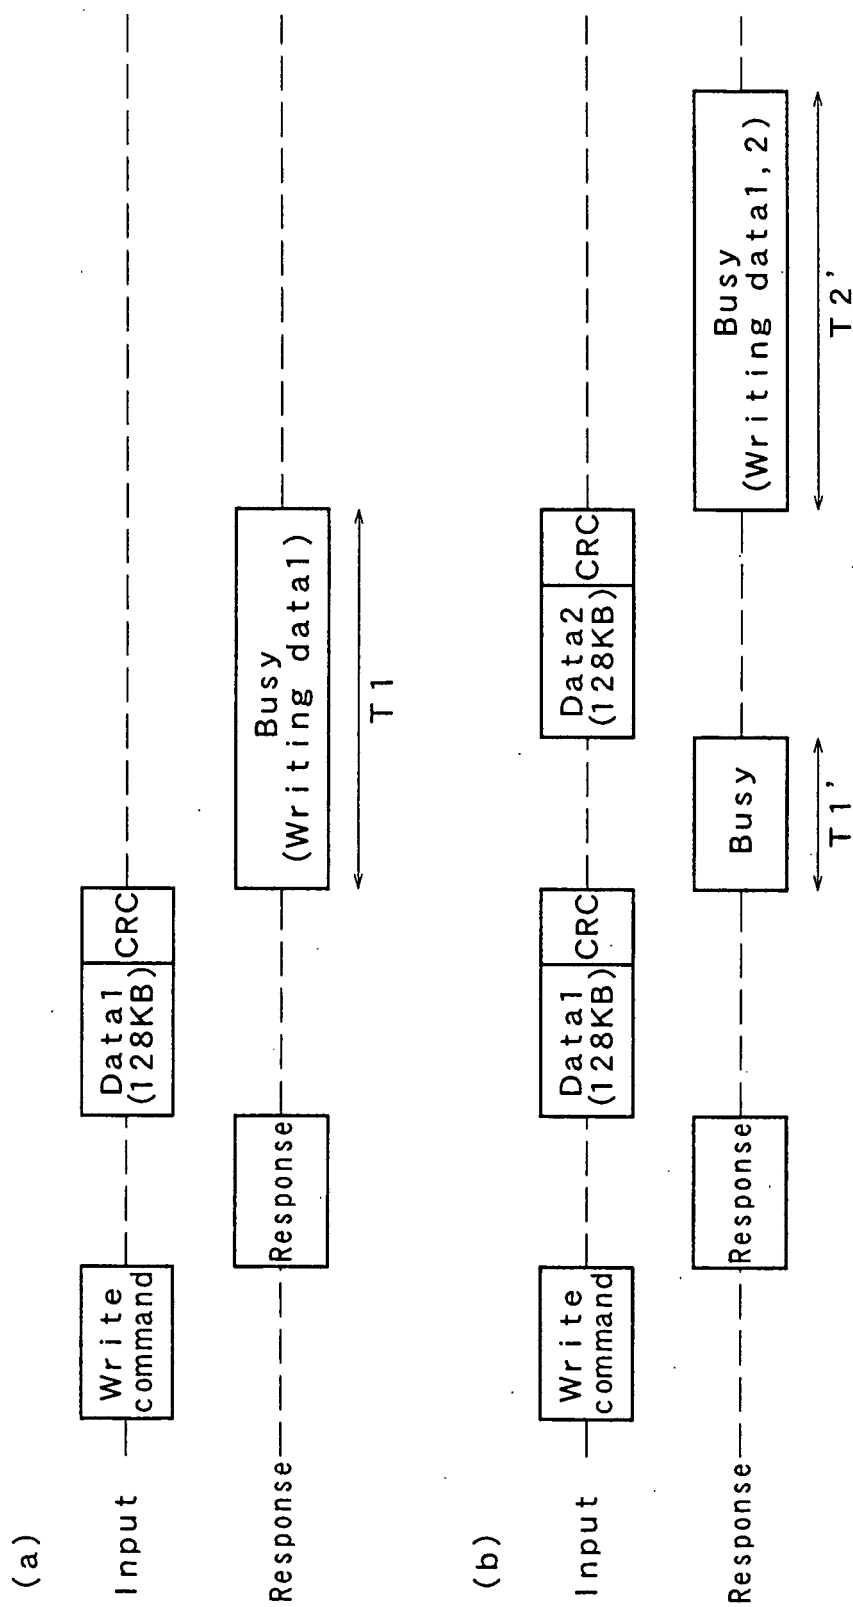 (a)
Input
Write
command
Data1
(128KB)
CRC
Response
Response
Busy
(Writing data1)
T1
(b)
Input
Write
command
Data1
(128KB)
CRC
Data2
(128KB)
CRC
Response
Response
Busy
Busy
(Writing data1,2)
T1'
T2'